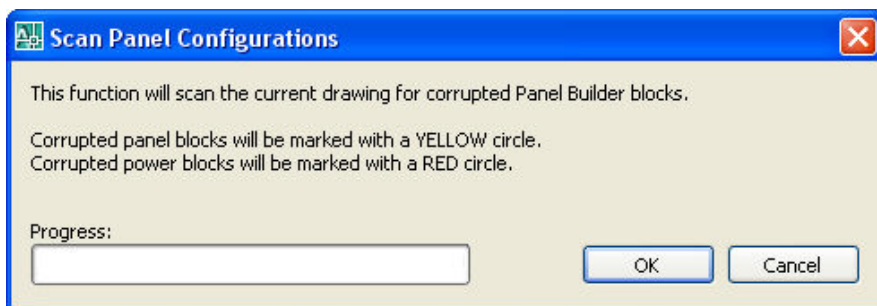 Scan Panel Configurations
This function will scan the current drawing for corrupted Panel Builder blocks.
Corrupted panel blocks will be marked with a YELLOW circle.
Corrupted power blocks will be marked with a RED circle.
Progress:
OK Cancel